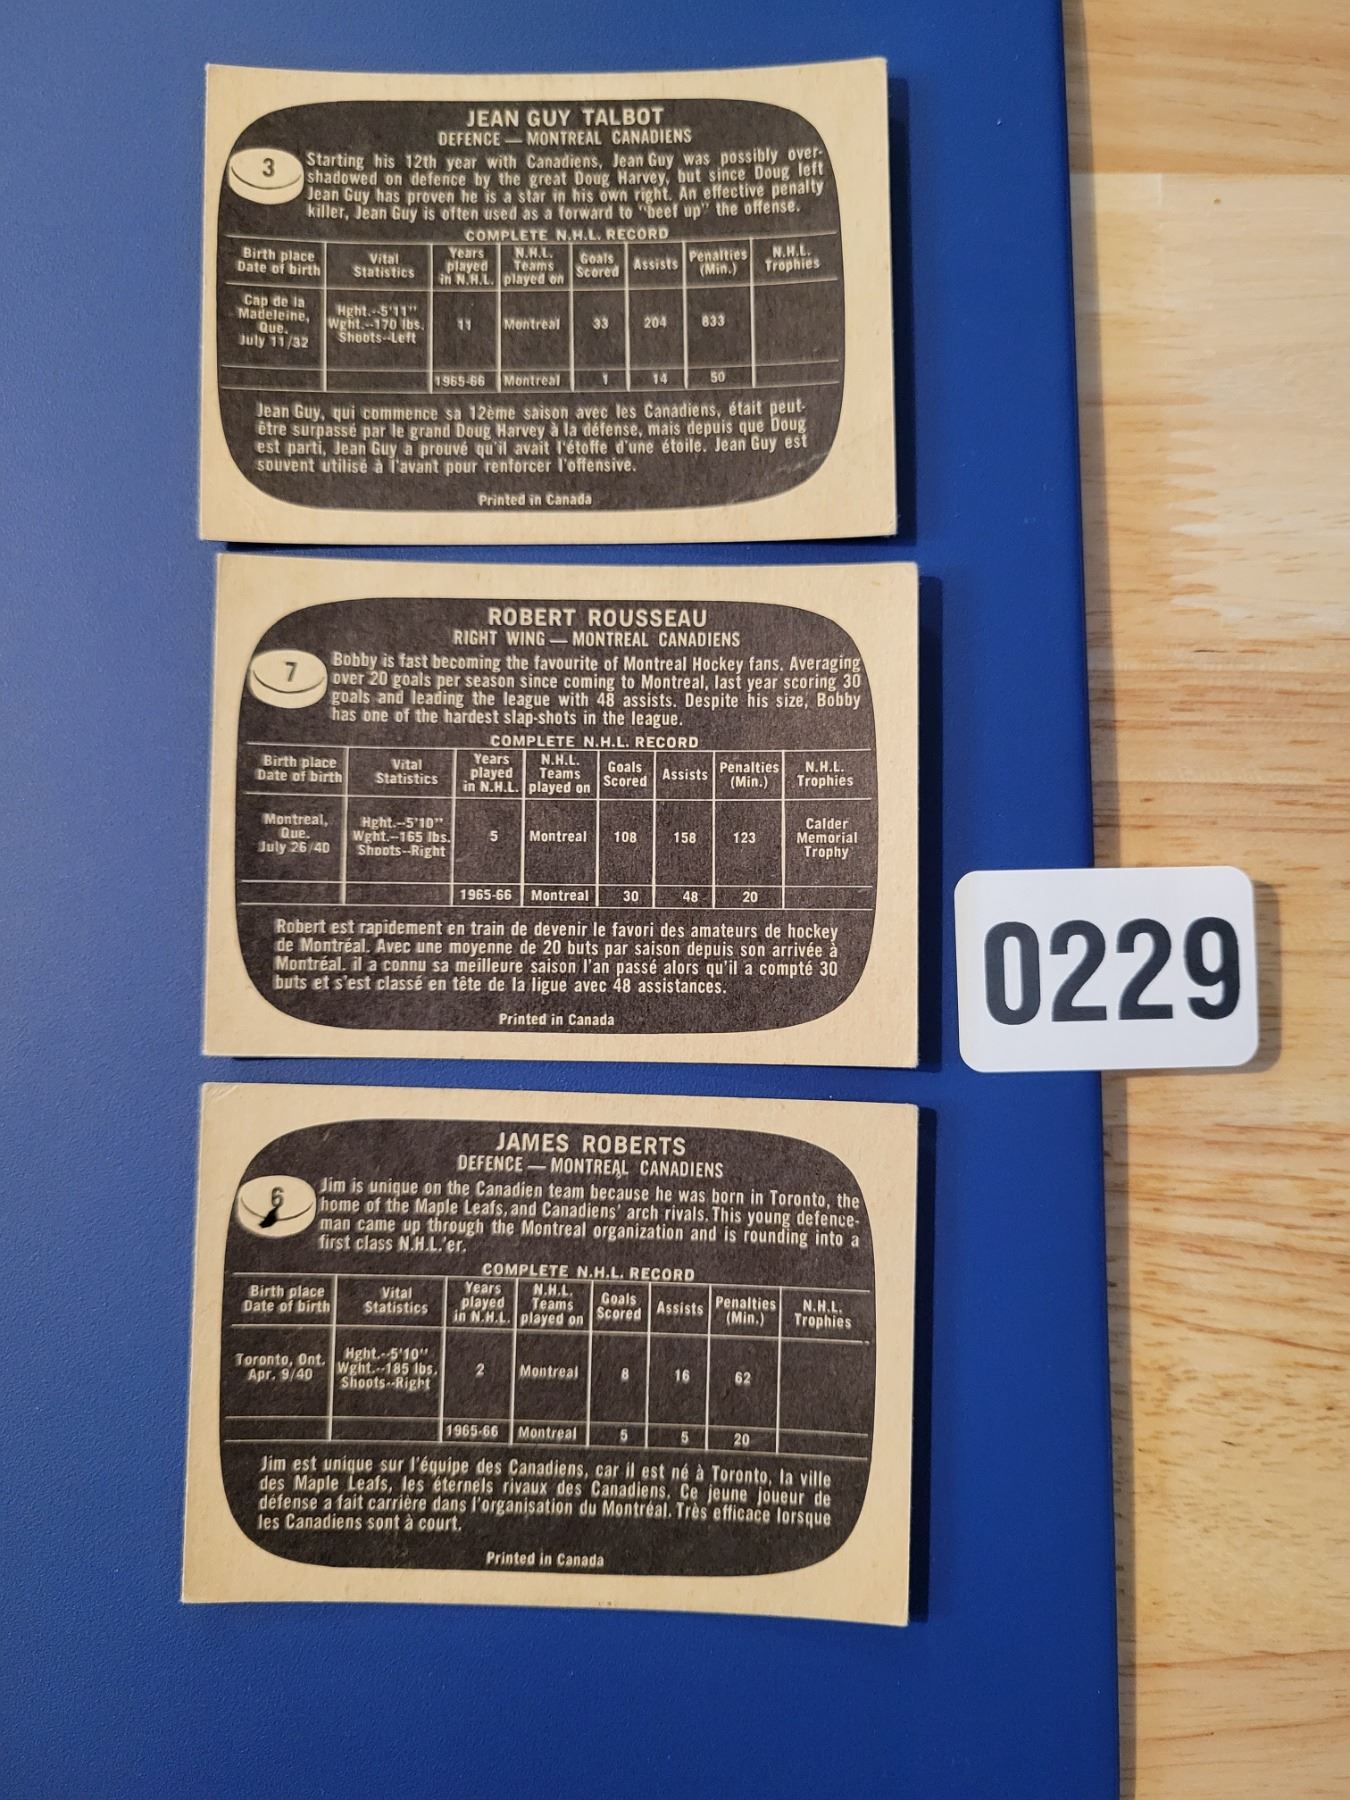 JEAN GUY TALBOT
DEFENCE — MONTREAL CANADIENS
3
Starting his 12th year with Canadiens, Jean Guy was possibly over-
shadowed on defence by the great Doug Harvey, but since Doug left
Jean Guy has proven he is a star in his own right. An effective penalty
killer, Jean Guy is often used as a forward to "beef up" the offense.
COMPLETE N.H.L. RECORD
Birth place Date of birth Vital Statistics Years played in N.H.L. N.H.L. Teams played on Goals Scored Assists Penalties (Min.) N.H.L. Trophies
Cap de la Madeleine, Que. July 11/32 Hght.--5'11" Wght.--170 lbs. Shoots--Left 11 Montreal 33 204 833
1965-66 Montreal 1 14 50
Jean Guy, qui commence sa 12ème saison avec les Canadiens, était peut-
être surpassé par le grand Doug Harvey à la défense, mais depuis que Doug
est parti, Jean Guy a prouvé qu'il avait l'étoffe d'une étoile. Jean Guy est
souvent utilisé à l'avant pour renforcer l'offensive.
Printed in Canada
ROBERT ROUSSEAU
RIGHT WING — MONTREAL CANADIENS
7
Bobby is fast becoming the favourite of Montreal Hockey fans. Averaging
over 20 goals per season since coming to Montreal, last year scoring 30
goals and leading the league with 48 assists. Despite his size, Bobby
has one of the hardest slap-shots in the league.
COMPLETE N.H.L. RECORD
Birth place Date of birth Vital Statistics Years played in N.H.L. N.H.L. Teams played on Goals Scored Assists Penalties (Min.) N.H.L. Trophies
Montreal, Que. July 26/40 Hght.--5'10" Wght.--165 lbs. Shoots--Right 5 Montreal 108 158 123 Calder Memorial Trophy
1965-66 Montreal 30 48 20
Robert est rapidement en train de devenir le favori des amateurs de hockey
de Montréal. Avec une moyenne de 20 buts par saison depuis son arrivée à
Montréal. il a connu sa meilleure saison l'an passé alors qu'il a compté 30
buts et s'est classé en tête de la ligue avec 48 assistances.
Printed in Canada
0229
JAMES ROBERTS
DEFENCE — MONTREAL CANADIENS
6
Jim is unique on the Canadien team because he was born in Toronto, the
home of the Maple Leafs, and Canadiens' arch rivals. This young defence-
man came up through the Montreal organization and is rounding into a
first class N.H.L.'er.
COMPLETE N.H.L. RECORD
Birth place Date of birth Vital Statistics Years played in N.H.L. N.H.L. Teams played on Goals Scored Assists Penalties (Min.) N.H.L. Trophies
Toronto, Ont. Apr. 9/40 Hght.--5'10" Wght.--185 lbs. Shoots--Right 2 Montreal 8 16 62
1965-66 Montreal 5 5 20
Jim est unique sur l'équipe des Canadiens, car il est né à Toronto, la ville
des Maple Leafs, les éternels rivaux des Canadiens. Ce jeune joueur de
défense a fait carrière dans l'organisation du Montréal. Très efficace lorsque
les Canadiens sont à court.
Printed in Canada